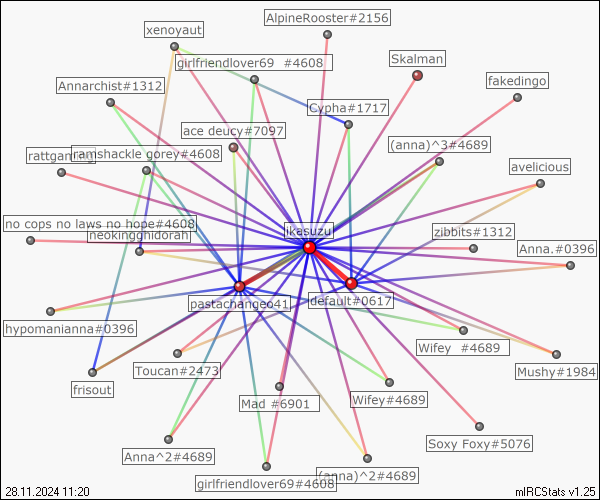 AlpineRooster#2156
xenoyaut
girlfriendlover69 #4608
Skalman
Annarchist#1312
fakedingo
Cypha#1717
ace deucy#7097
(anna)^3#4689
ramshackle gorey#4608
avelicious
no cops no laws no hope#4608
neokingghidorah
ikasuzu
zibbits#1312
Anna.#0396
pastachange641
default#0617
hypomanianna#0396
Wifey #4689
Toucan#2473
Mushy#1984
frisout
Mad #6901
Wifey#4689
Soxy Foxy#5076
Anna^2#4689
(anna)^2#4689
girlfriendlover69#4608
28.11.2024 11:20
mIRCStats v1.25